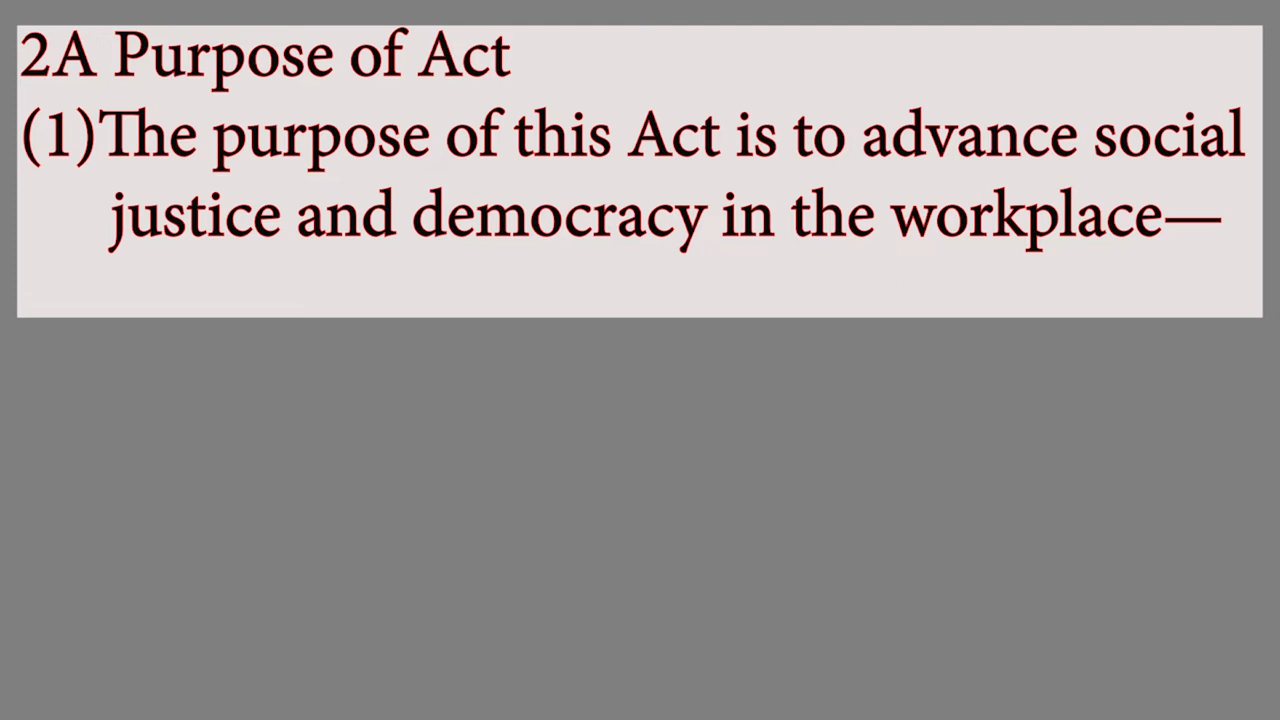 2A Purpose of Act
(1)The purpose of this Act is to advance social
justice and democracy in the workplace—